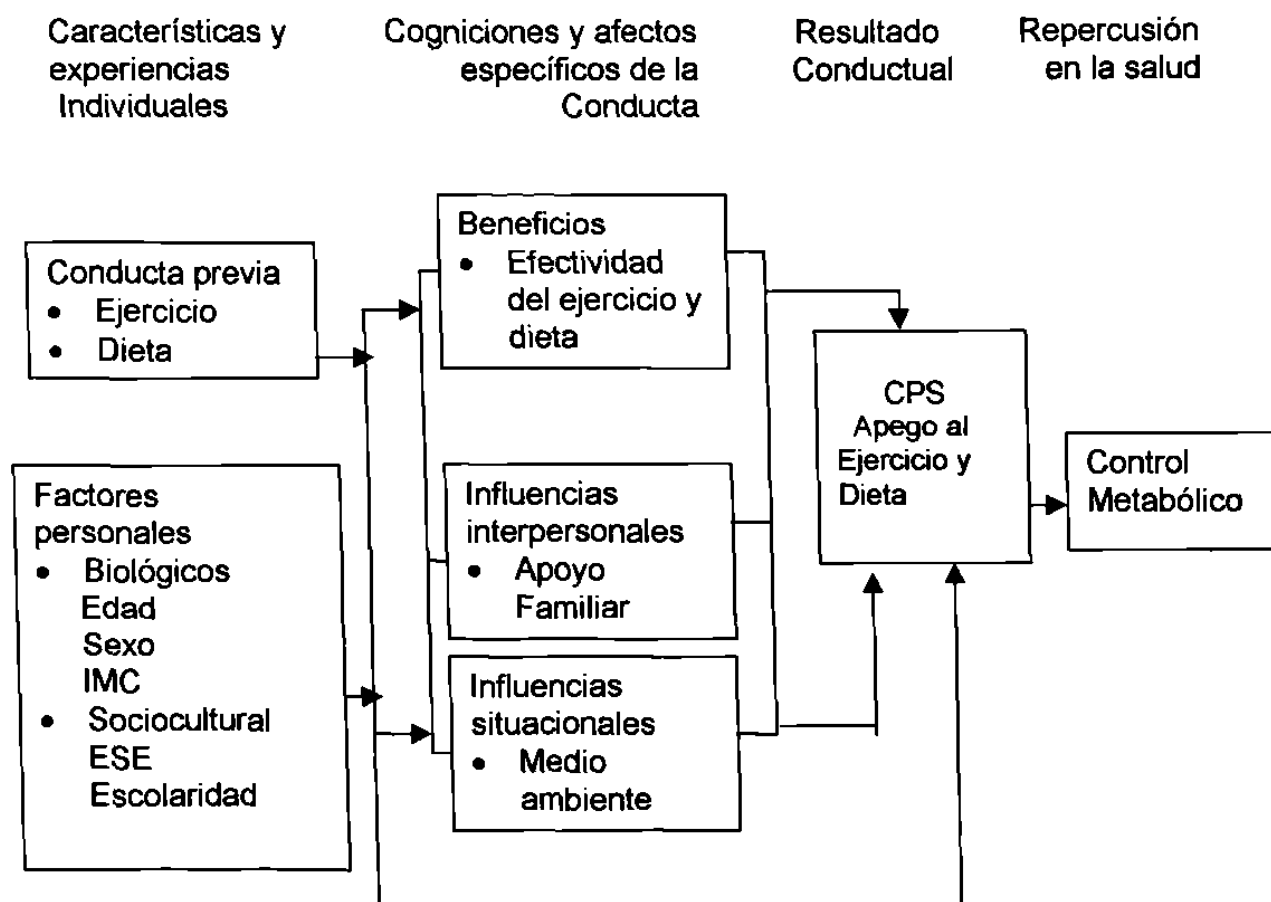 Características y
experiencias
Individuales
Cogniciones y afectos
específicos de la
Conducta
Resultado
Conductual
Repercusión
en la salud
Conducta previa
• Ejercicio
• Dieta
Factores
personales
• Biológicos
Edad
Sexo
IMC
• Sociocultural
ESE
Escolaridad
Beneficios
• Efectividad
del ejercicio y
dieta
Influencias
interpersonales
• Apoyo
Familiar
Influencias
situacionales
• Medio
ambiente
CPS
Apego al
Ejercicio y
Dieta
Control
Metabólico